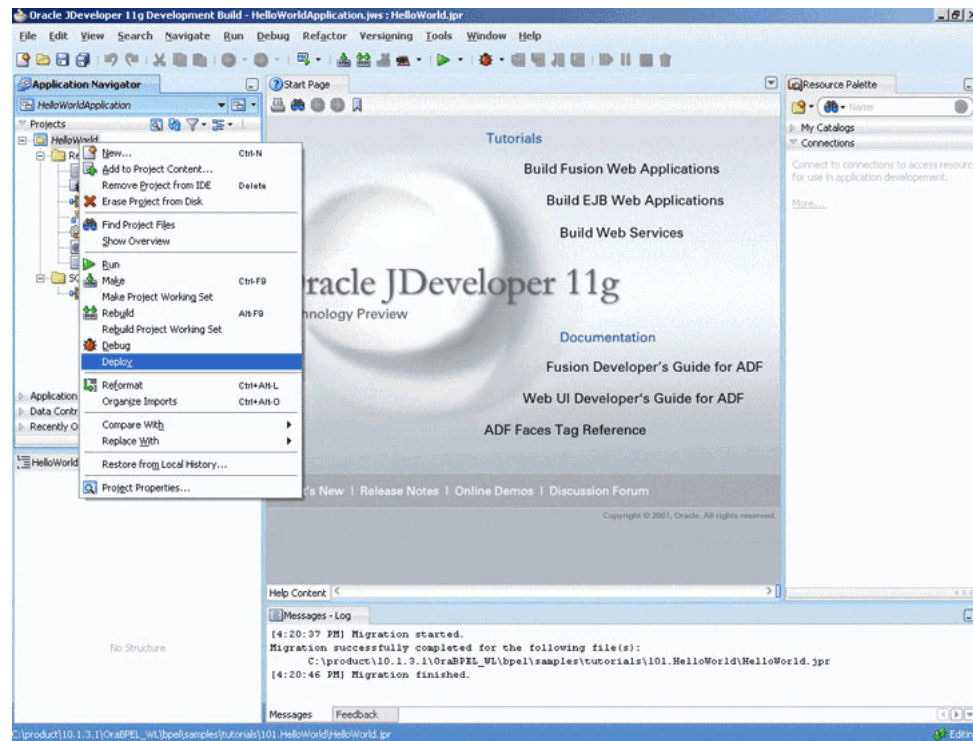 Oracle JDeveloper 11g Development Build - HelloWorldApplication.jws : HelloWorld.jpr
File Edit View Search Navigate Run Debug Refactor Versioning Tools Window Help
Application Navigator
HelloWorldApplication
Projects
HelloWorld
Re
SO
New... Ctrl-N
Add to Project Content...
Remove Project from IDE Delete
Erase Project from Disk
Find Project Files
Show Overview
Run
Make Ctrl-F9
Make Project Working Set
Rebuild Alt-F9
Rebuild Project Working Set
Debug
Deploy
Reformat Ctrl+Alt-L
Organize Imports Ctrl+Alt-O
Compare With
Replace With
Restore from Local History...
Project Properties...
Application
Data Contr
Recently O
HelloWorld
No Structure
Start Page
Tutorials
Build Fusion Web Applications
Build EJB Web Applications
Build Web Services
racle JDeveloper 11g
hnology Preview
Documentation
Fusion Developer's Guide for ADF
Web UI Developer's Guide for ADF
ADF Faces Tag Reference
's New | Release Notes | Online Demos | Discussion Forum
Copyright © 2007, Oracle. All rights reserved.
Help Content
Resource Palette
Name
My Catalogs
Connections
Connect to connections to access resourc
for use in application developement.
More...
Messages - Log
[4:20:37 PM] Migration started.
Migration successfully completed for the following file(s):
C:\product\10.1.3.1\OraBPEL_WL\bpel\samples\tutorials\101.HelloWorld\HelloWorld.jpr
[4:20:46 PM] Migration finished.
Messages Feedback
C:\product\10.1.3.1\OraBPEL_WL\bpel\samples\tutorials\101.HelloWorld\HelloWorld.jpr
Editin